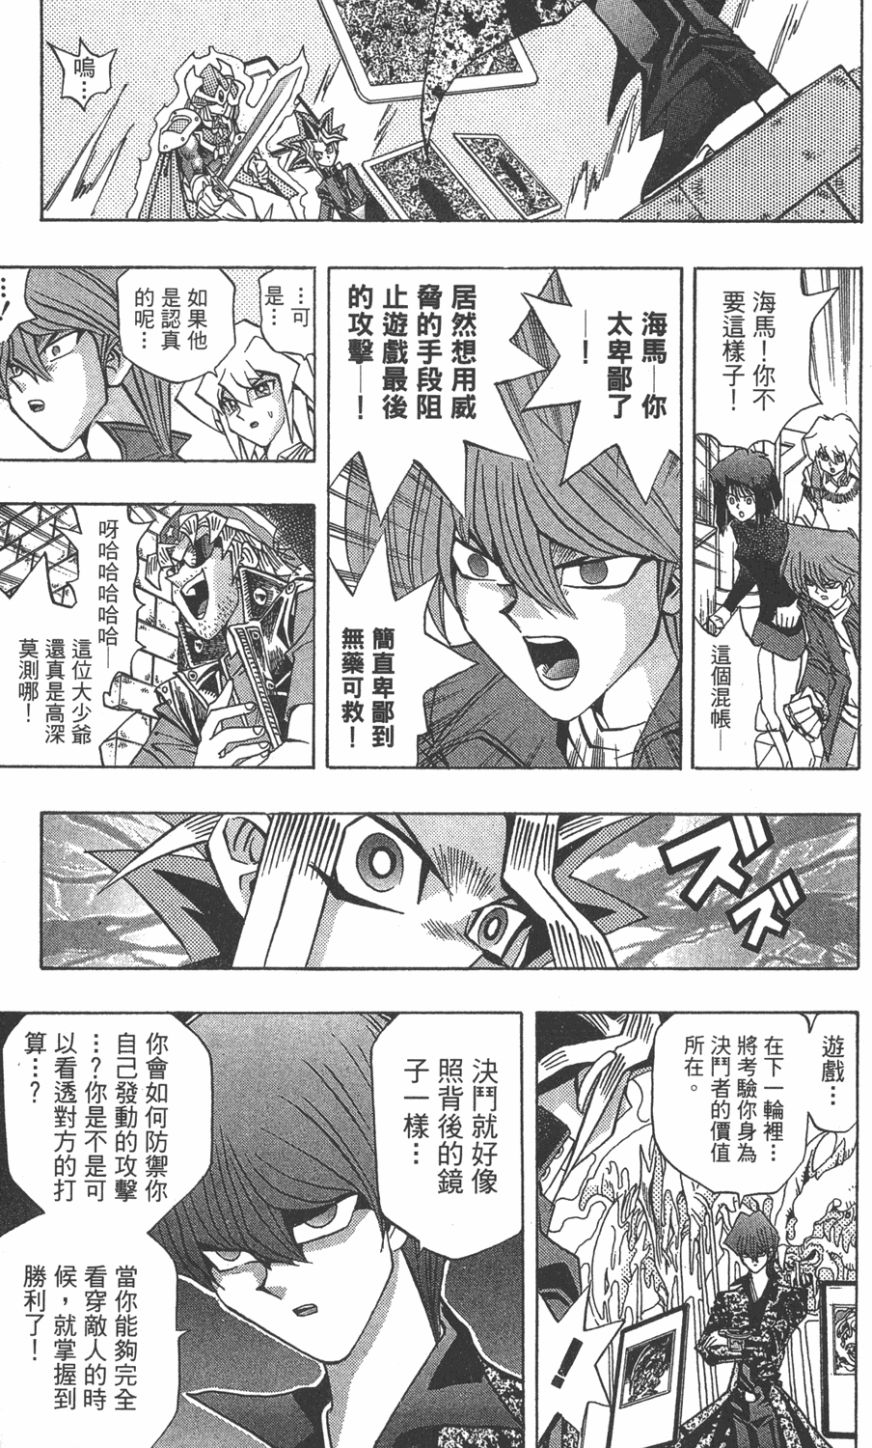 嗚…
海馬！你不
要這樣子！
這個混帳—
海馬—你
太卑鄙了
—！
居然想用威
脅的手段阻
止遊戲最後
的攻擊—！
簡直卑鄙到
無藥可救！
…可
是…
如果他
是認真
的呢…
…！
呀哈哈哈哈哈—
這位大少爺
還真是高深
莫測哪！
ズズ
遊戲…
在下一輪裡…
將考驗你身為
決鬥者的價值
所在。
！
決鬥就好像
照背後的鏡
子一樣…
你會如何防禦你
自己發動的攻擊
…？你是不是可
以看透對方的打
算…？
當你能夠完全
看穿敵人的時
候，就掌握到
勝利了！